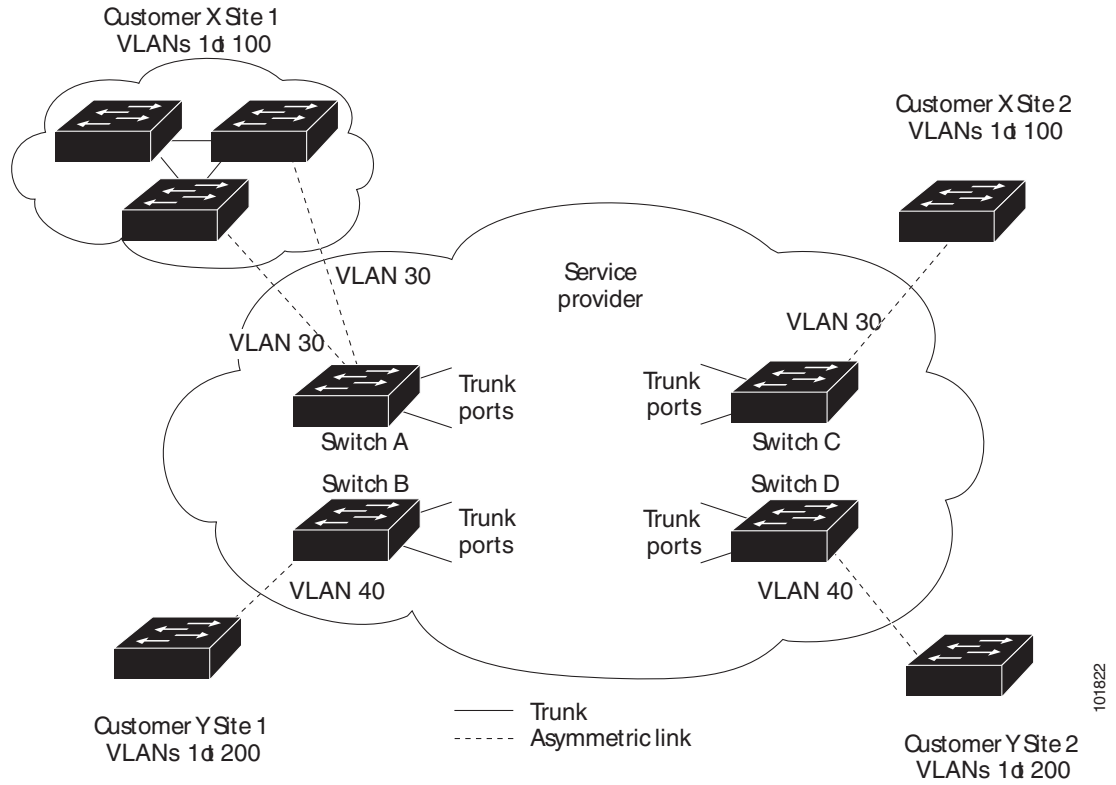 Customer X Site 1
VLANs 1 to 100
Customer X Site 2
VLANs 1 to 100
VLAN 30
Service
provider
VLAN 30
VLAN 30
Trunk
ports
Trunk
ports
Switch A
Switch C
Switch B
Switch D
Trunk
ports
Trunk
ports
VLAN 40
VLAN 40
Customer Y Site 1
VLANs 1 to 200
Trunk
Asymmetric link
Customer Y Site 2
VLANs 1 to 200
101822